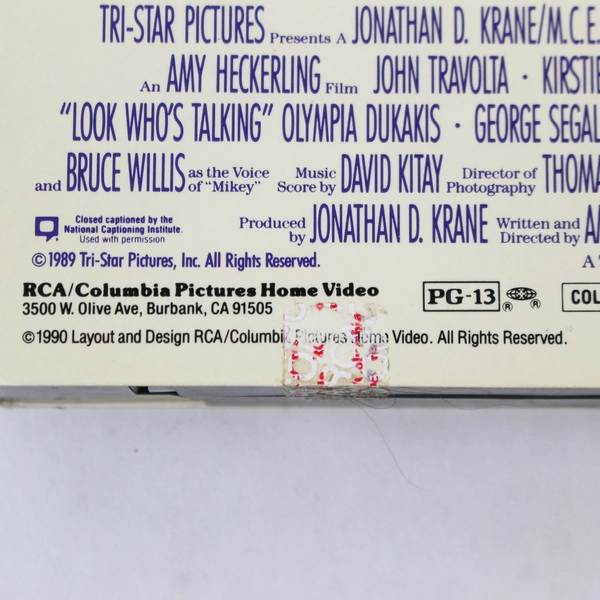 TRI-STAR PICTURES Presents A JONATHAN D. KRANE/M.C.E.
An AMY HECKERLING Film JOHN TRAVOLTA · KIRSTIE
"LOOK WHO'S TALKING" OLYMPIA DUKAKIS · GEORGE SEGAL
and BRUCE WILLIS as the Voice of "Mikey" Music Score by DAVID KITAY Director of Photography THOMA
Closed captioned by the
National Captioning Institute.
Used with permission
Produced by JONATHAN D. KRANE Written and Directed by
©1989 Tri-Star Pictures, Inc. All Rights Reserved. A
RCA/Columbia Pictures Home Video
3500 W. Olive Ave, Burbank, CA 91505
PG-13 ® ® COL
©1990 Layout and Design RCA/Columbia Pictures Home Video. All Rights Reserved.